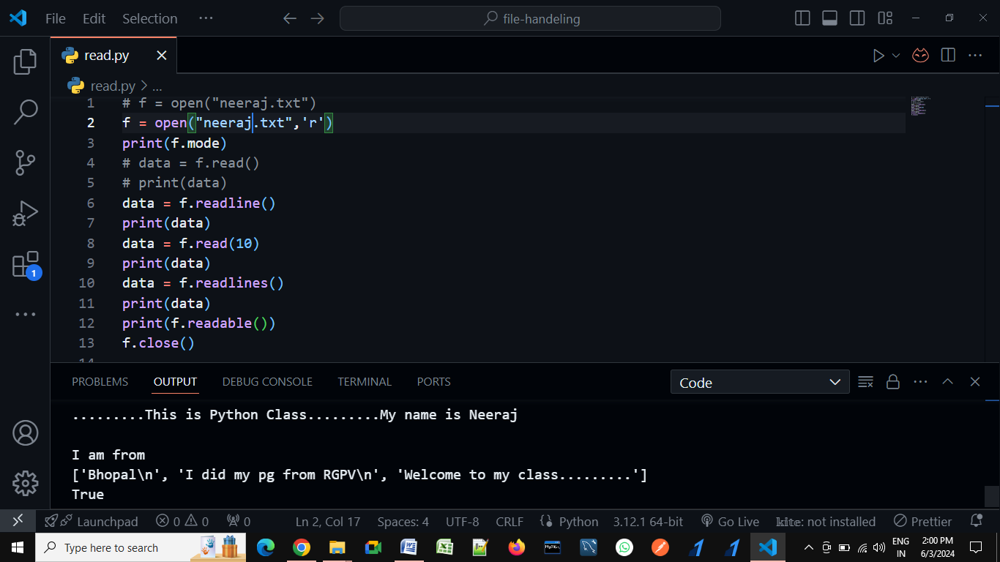 File Edit Selection ···
file-handeling
read.py
read.py > ...
1 # f = open("neeraj.txt")
2 f = open("neeraj.txt",'r')
3 print(f.mode)
4 # data = f.read()
5 # print(data)
6 data = f.readline()
7 print(data)
8 data = f.read(10)
9 print(data)
10 data = f.readlines()
11 print(data)
12 print(f.readable())
13 f.close()
14
1
PROBLEMS OUTPUT DEBUG CONSOLE TERMINAL PORTS Code
.........This is Python Class.........My name is Neeraj
I am from
['Bhopal\n', 'I did my pg from RGPV\n', 'Welcome to my class.........']
True
Launchpad 0 0 0 Ln 2, Col 17 Spaces: 4 UTF-8 CRLF Python 3.12.1 64-bit Go Live kite: not installed Prettier
Type here to search
MySQL
ENG
IN
2:00 PM
6/3/2024